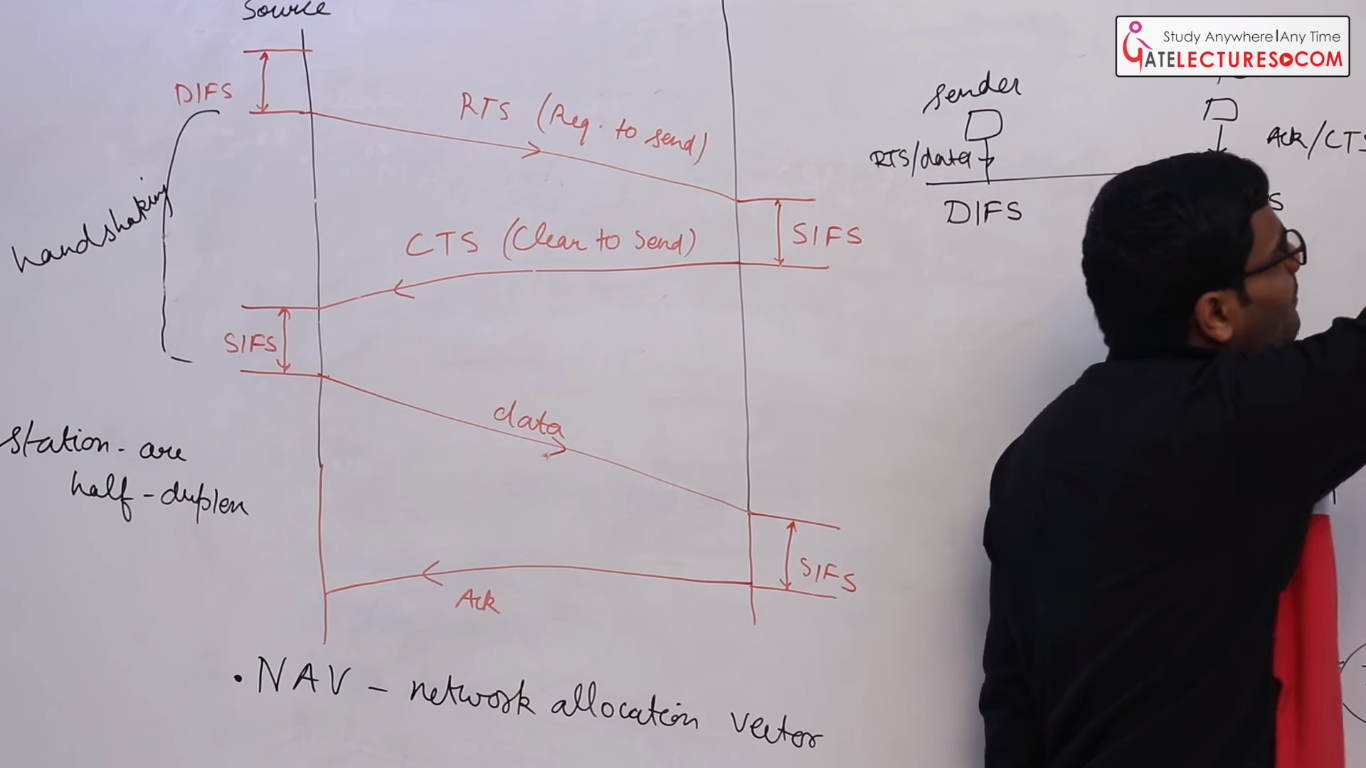 Source
DIFS
RTS (Req. to send)
handshaking
CTS (Clear to send)
SIFS
SIFS
data
station - are
half - duplex
SIFS
Ack
• NAV - network allocation vector
Study Anywhere|Any Time
GATELECTURES.COM
sender
RTS/data
Ack/CTS
DIFS